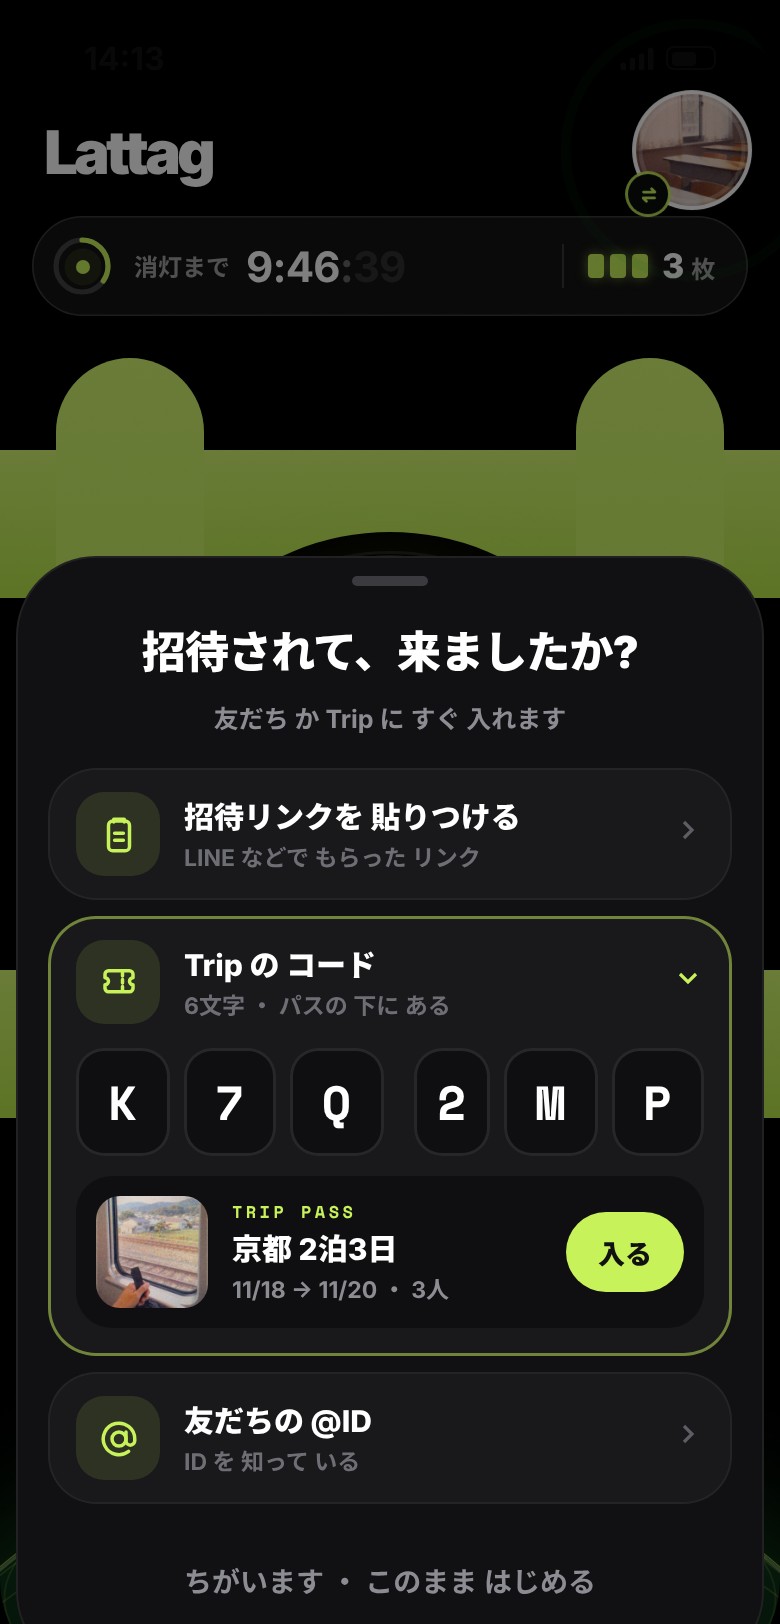 14:13
Lattag
消灯まで 9:46:39 3 枚
招待されて、来ましたか?
友だち か Trip に すぐ 入れます
招待リンクを 貼りつける
LINE などで もらった リンク
Trip の コード
6文字 ・ パスの 下に ある
K 7 Q 2 M P
TRIP PASS
京都 2泊3日
11/18 → 11/20 ・ 3人
入る
友だちの @ID
ID を 知って いる
ちがいます ・ このまま はじめる